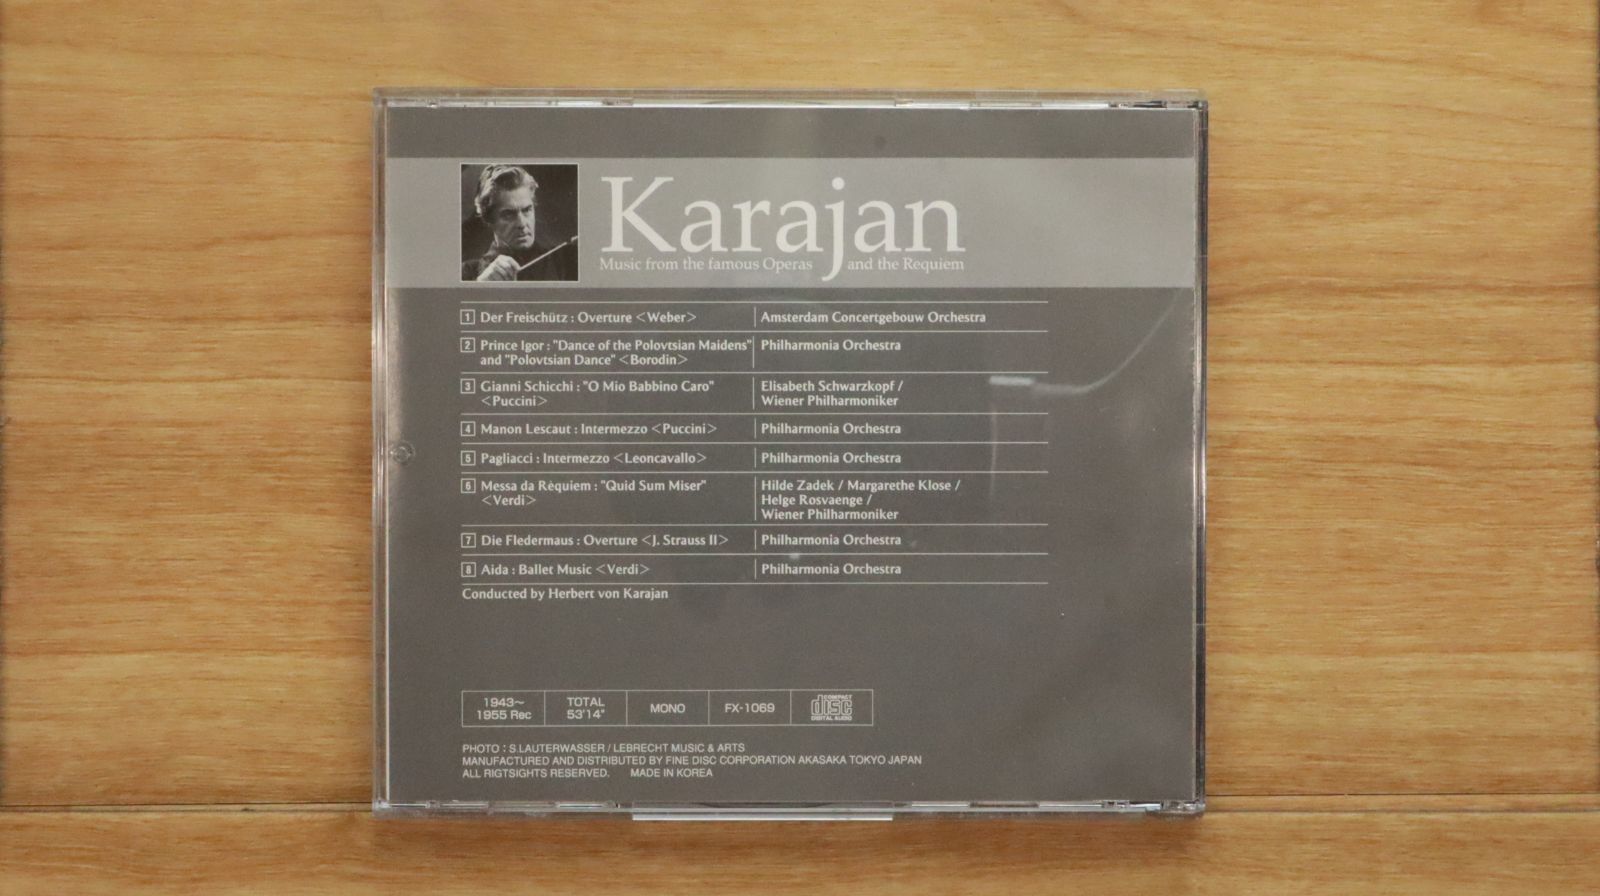 Karajan
Music from the famous Operas and the Requiem
1 Der Freischütz : Overture <Weber> Amsterdam Concertgebouw Orchestra
2 Prince Igor : "Dance of the Polovtsian Maidens" Philharmonia Orchestra
and "Polovtsian Dance" <Borodin>
3 Gianni Schicchi : "O Mio Babbino Caro" Elisabeth Schwarzkopf /
<Puccini> Wiener Philharmoniker
4 Manon Lescaut : Intermezzo <Puccini> Philharmonia Orchestra
5 Pagliacci : Intermezzo <Leoncavallo> Philharmonia Orchestra
6 Messa da Rèquiem : "Quid Sum Miser" Hilde Zadek / Margarethe Klose /
<Verdi> Helge Rosvaenge /
Wiener Philharmoniker
7 Die Fledermaus : Overture <J. Strauss II> Philharmonia Orchestra
8 Aida : Ballet Music <Verdi> Philharmonia Orchestra
Conducted by Herbert von Karajan
1943~ TOTAL MONO FX-1069 COMPACT
1955 Rec 53'14" disc
DIGITAL AUDIO
PHOTO : S.LAUTERWASSER / LEBRECHT MUSIC & ARTS
MANUFACTURED AND DISTRIBUTED BY FINE DISC CORPORATION AKASAKA TOKYO JAPAN
ALL RIGTSIGHTS RESERVED. MADE IN KOREA